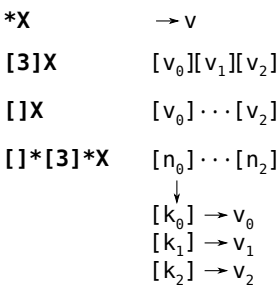 *X → v
[3]X [v₀][v₁][v₂]
[]X [v₀]···[v₂]
[]*[3]*X [n₀]···[n₂]
↓
[k₀] → v₀
[k₁] → v₁
[k₂] → v₂